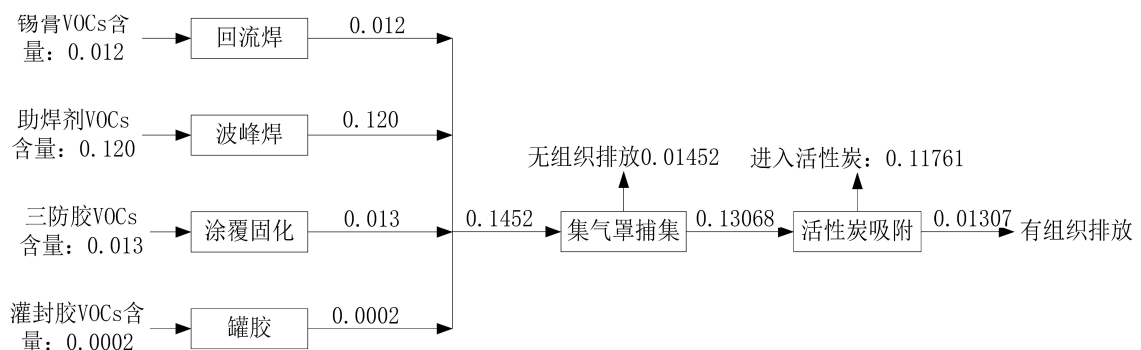 锡膏VOCs含
量：0.012
回流焊
0.012
助焊剂VOCs
含量：0.120
波峰焊
0.120
无组织排放0.01452
进入活性炭：0.11761
三防胶VOCs
含量：0.013
涂覆固化
0.013
0.1452
集气罩捕集
0.13068
活性炭吸附
0.01307
有组织排放
灌封胶VOCs含
量：0.0002
罐胶
0.0002